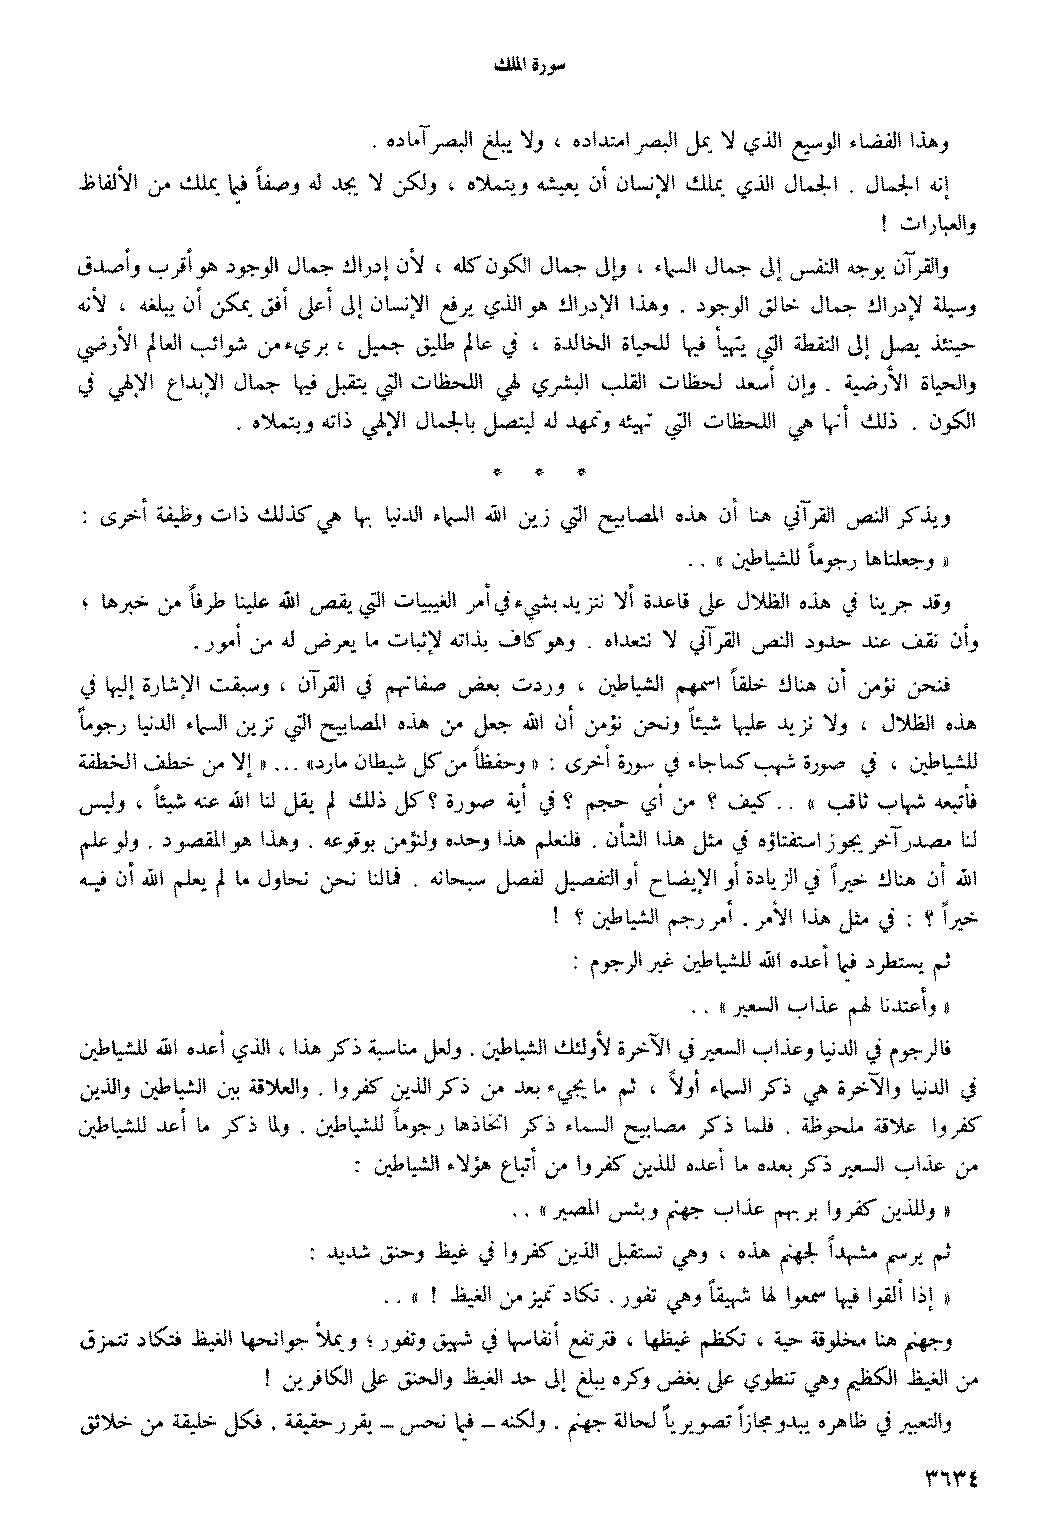 سورة الملك
وهذا الفضاء الوسيع الذي لا يمل البصر امتداده ، ولا يبلغ البصر آماده .
إنه الجمال . الجمال الذي يملك الإنسان أن يعيشه ويتملاه ، ولكن لا يجد له وصفاً فيما يملك من الألفاظ
والعبارات !
والقرآن يوجه النفس إلى جمال السماء ، وإلى جمال الكون كله ، لأن إدراك جمال الوجود هو أقرب وأصدق
وسيلة لإدراك جمال خالق الوجود . وهذا الإدراك هو الذي يرفع الإنسان إلى أعلى أفق يمكن أن يبلغه ، لأنه
حينئذ يصل إلى النقطة التي يتهيأ فيها للحياة الخالدة ، في عالم طليق جميل ، بريء من شوائب العالم الأرضي
والحياة الأرضية . وإن أسعد لحظات القلب البشري لهي اللحظات التي يتقبل فيها جمال الإبداع الإلهي في
الكون . ذلك أنها هي اللحظات التي تهيئه وتمهد له ليتصل بالجمال الإلهي ذاته ويتملاه .
* * *
ويذكر النص القرآني هنا أن هذه المصابيح التي زين الله السماء الدنيا بها هي كذلك ذات وظيفة أخرى :
« وجعلناها رجوماً للشياطين » . .
وقد جرينا في هذه الظلال على قاعدة ألا نتزيد بشيء في أمر الغيبيات التي يقص الله علينا طرفاً من خبرها ؛
وأن نقف عند حدود النص القرآني لا نتعداه . وهو كاف بذاته لإثبات ما يعرض له من أمور .
فنحن نؤمن أن هناك خلقاً اسمهم الشياطين ، وردت بعض صفاتهم في القرآن ، وسبقت الإشارة إليها في
هذه الظلال ، ولا نزيد عليها شيئاً ونحن نؤمن أن الله جعل من هذه المصابيح التي تزين السماء الدنيا رجوماً
للشياطين ، في صورة شهب كما جاء في سورة أخرى : « وحفظاً من كل شيطان مارد» ... « إلا من خطف الخطفة
فأتبعه شهاب ثاقب » . . كيف ؟ من أي حجم ؟ في أية صورة ؟ كل ذلك لم يقل لنا الله عنه شيئاً ، وليس
لنا مصدر آخر يجوز استفتاؤه في مثل هذا الشأن . فلنعلم هذا وحده ولنؤمن بوقوعه . وهذا هو المقصود . ولو علم
الله أن هناك خيراً في الزيادة أو الإيضاح أو التفصيل لفصل سبحانه . فمالنا نحن نحاول ما لم يعلم الله أن فيه
خيراً ؟ : في مثل هذا الأمر . أمر رجم الشياطين ؟ !
ثم يستطرد فيما أعده الله للشياطين غير الرجوم :
« وأعتدنا لهم عذاب السعير » . .
فالرجوم في الدنيا وعذاب السعير في الآخرة لأولئك الشياطين . ولعل مناسبة ذكر هذا ، الذي أعده الله للشياطين
في الدنيا والآخرة هي ذكر السماء أولاً ، ثم ما يجيء بعد من ذكر الذين كفروا . والعلاقة بين الشياطين والذين
كفروا علاقة ملحوظة . فلما ذكر مصابيح السماء ذكر اتخاذها رجوماً للشياطين . ولما ذكر ما أعد للشياطين
من عذاب السعير ذكر بعده ما أعده للذين كفروا من أتباع هؤلاء الشياطين :
« وللذين كفروا بربهم عذاب جهنم وبئس المصير » . .
ثم يرسم مشهداً لجهنم هذه ، وهي تستقبل الذين كفروا في غيظ وحنق شديد :
« إذا ألقوا فيها سمعوا لها شهيقاً وهي تفور . تكاد تميز من الغيظ ! » . .
وجهنم هنا مخلوقة حية ، تكظم غيظها ، فترتفع أنفاسها في شهيق وتفور ؛ ويملأ جوانحها الغيظ فتكاد تتمزق
من الغيظ الكظيم وهي تنطوي على بغض وكره يبلغ إلى حد الغيظ والحنق على الكافرين !
والتعبير في ظاهره يبدو مجازاً تصويرياً لحالة جهنم . ولكنه – فيما نحس – يقرر حقيقة . فكل خليقة من خلائق
٣٦٣٤